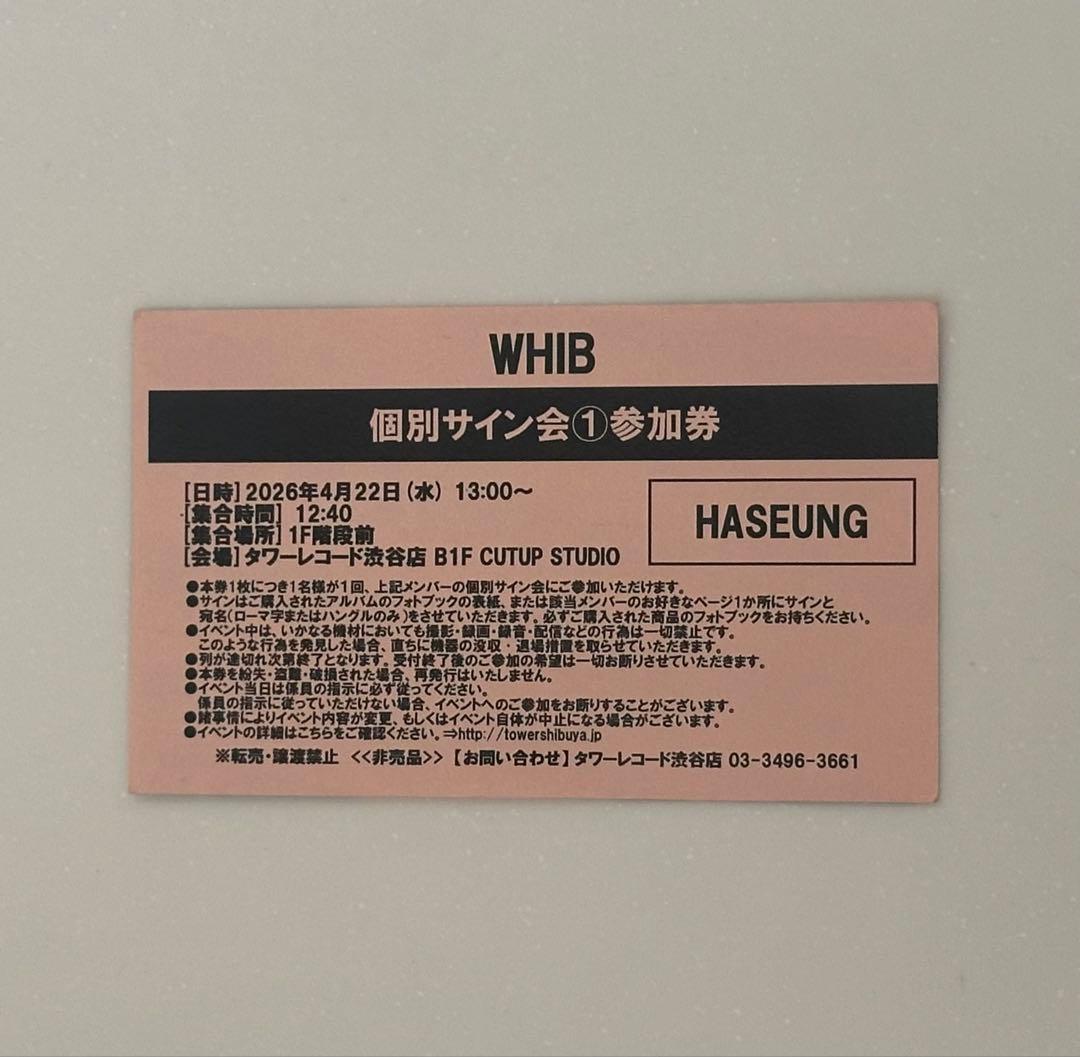 WHIB
個別サイン会①参加券
[日時] 2026年4月22日(水) 13:00～
[集合時間] 12:40
[集合場所] 1F階段前
[会場] タワーレコード渋谷店 B1F CUTUP STUDIO
HASEUNG
●本券1枚につき1名様が1回、上記メンバーの個別サイン会にご参加いただけます。
●サインはご購入されたアルバムのフォトブックの表紙、または該当メンバーのお好きなページ1か所にサインと
宛名(ローマ字またはハングルのみ)をさせていただきます。必ずご購入された商品のフォトブックをお持ちください。
●イベント中は、いかなる機材においても撮影・録画・録音・配信などの行為は一切禁止です。
このような行為を発見した場合、直ちに機器の没収・退場措置を取らせていただきます。
●列が途切れ次第終了となります。受付終了後のご参加の希望は一切お断りさせていただきます。
●本券を紛失・盗難・破損された場合、再発行はいたしません。
●イベント当日は係員の指示に必ず従ってください。
係員の指示に従っていただけない場合、イベントへのご参加をお断りすることがございます。
●諸事情によりイベント内容が変更、もしくはイベント自体が中止になる場合がございます。
●イベントの詳細はこちらをご確認ください。⇒http://towershibuya.jp
※転売・譲渡禁止 <<非売品>> 【お問い合わせ】タワーレコード渋谷店 03-3496-3661